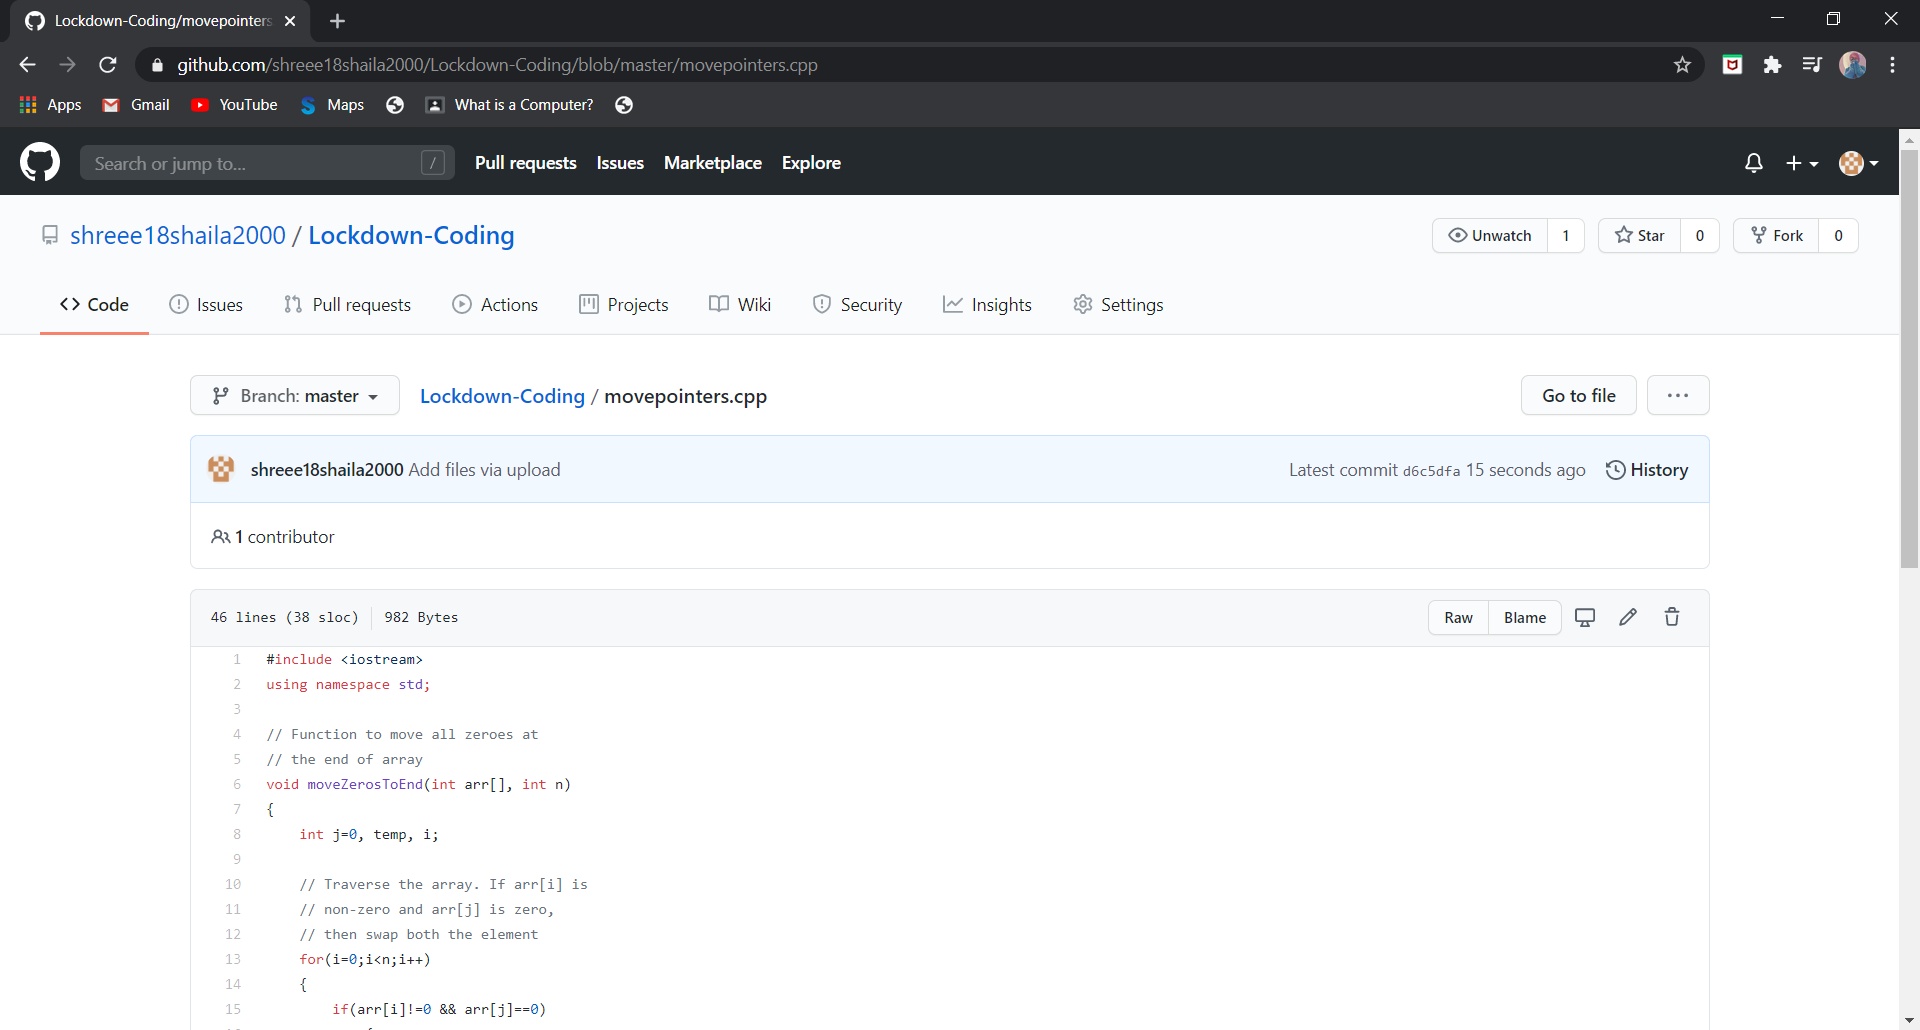 Lockdown-Coding/movepointers
github.com/shreee18shaila2000/Lockdown-Coding/blob/master/movepointers.cpp
Apps Gmail YouTube Maps What is a Computer?
Search or jump to... / Pull requests Issues Marketplace Explore
shreee18shaila2000 / Lockdown-Coding Unwatch 1 Star 0 Fork 0
Code Issues Pull requests Actions Projects Wiki Security Insights Settings
Branch: master Lockdown-Coding / movepointers.cpp Go to file ...
shreee18shaila2000 Add files via upload Latest commit d6c5dfa 15 seconds ago History
1 contributor
46 lines (38 sloc) 982 Bytes Raw Blame
1 #include <iostream>
2 using namespace std;
3
4 // Function to move all zeroes at
5 // the end of array
6 void moveZerosToEnd(int arr[], int n)
7 {
8 int j=0, temp, i;
9
10 // Traverse the array. If arr[i] is
11 // non-zero and arr[j] is zero,
12 // then swap both the element
13 for(i=0;i<n;i++)
14 {
15 if(arr[i]!=0 && arr[j]==0)